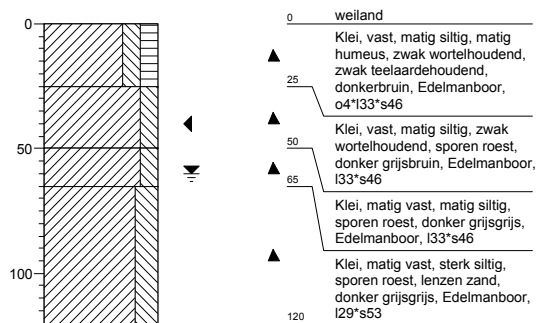 0
50
100
0
weiland
Klei, vast, matig siltig, matig
humeus, zwak wortelhoudend,
zwak teelaardehoudend,
donkerbruin, Edelmanboor,
o4*l33*s46
25
Klei, vast, matig siltig, zwak
wortelhoudend, sporen roest,
donker grijsbruin, Edelmanboor,
l33*s46
50
Klei, matig vast, matig siltig,
sporen roest, donker grijsgrijs,
Edelmanboor, l33*s46
65
Klei, matig vast, sterk siltig,
sporen roest, lenzen zand,
donker grijsgrijs, Edelmanboor,
l29*s53
120